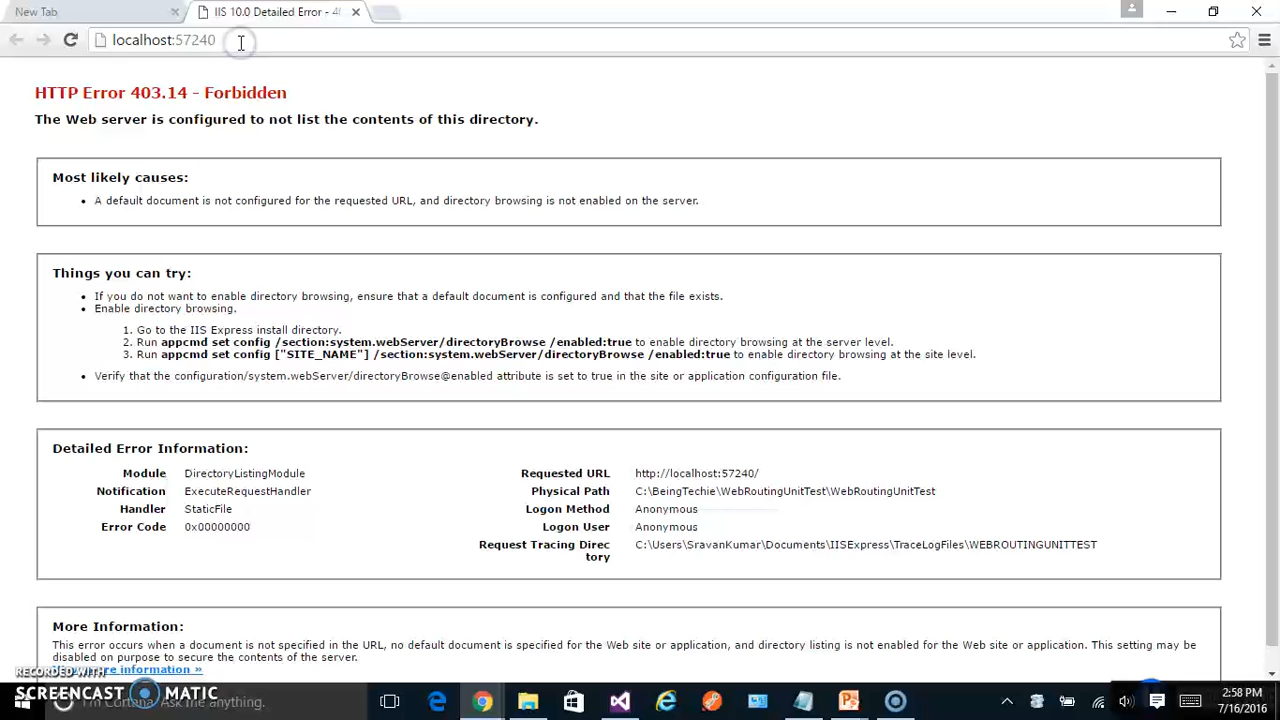 New Tab
IIS 10.0 Detailed Error - 4
localhost:57240
HTTP Error 403.14 - Forbidden
The Web server is configured to not list the contents of this directory.
Most likely causes:
• A default document is not configured for the requested URL, and directory browsing is not enabled on the server.
Things you can try:
• If you do not want to enable directory browsing, ensure that a default document is configured and that the file exists.
• Enable directory browsing.
1. Go to the IIS Express install directory.
2. Run appcmd set config /section:system.webServer/directoryBrowse /enabled:true to enable directory browsing at the server level.
3. Run appcmd set config ["SITE_NAME"] /section:system.webServer/directoryBrowse /enabled:true to enable directory browsing at the site level.
• Verify that the configuration/system.webServer/directoryBrowse@enabled attribute is set to true in the site or application configuration file.
Detailed Error Information:
Module DirectoryListingModule
Notification ExecuteRequestHandler
Handler StaticFile
Error Code 0x00000000
Requested URL http://localhost:57240/
Physical Path C:\BeingTechie\WebRoutingUnitTest\WebRoutingUnitTest
Logon Method Anonymous
Logon User Anonymous
Request Tracing Direc C:\Users\SravanKumar\Documents\IISExpress\TraceLogFiles\WEBROUTINGUNITTEST
tory
More Information:
This error occurs when a document is not specified in the URL, no default document is specified for the Web site or application, and directory listing is not enabled for the Web site or application. This setting may be
disabled on purpose to secure the contents of the server.
re information »
RECORDED WITH
SCREENCAST MATIC
I'm Cortana. Ask me anything.
2:58 PM
7/16/2016